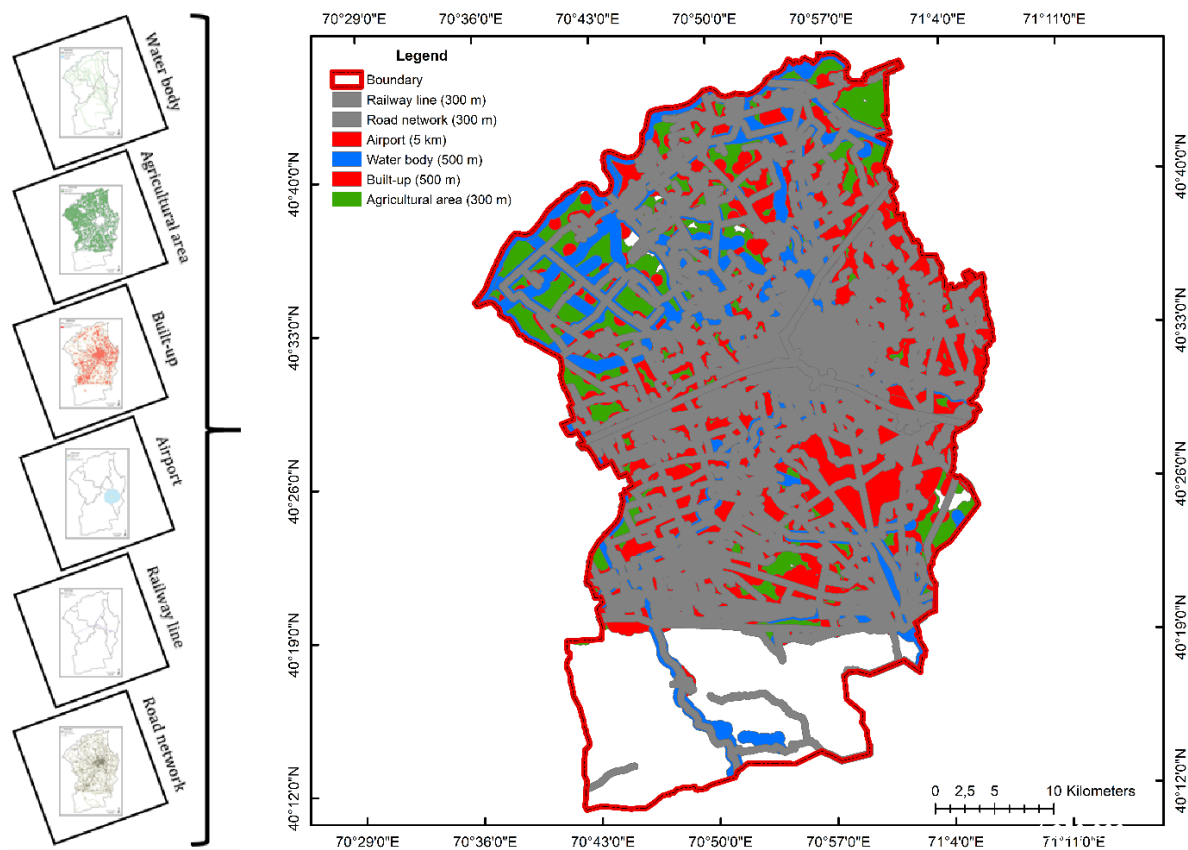 Water body
Agricultural area
Built-up
Airport
Railway line
Road network
70°29'0"E 70°36'0"E 70°43'0"E 70°50'0"E 70°57'0"E 71°4'0"E 71°11'0"E
Legend
Boundary
Railway line (300 m)
Road network (300 m)
Airport (5 km)
Water body (500 m)
Built-up (500 m)
Agricultural area (300 m)
40°40'0"N
40°33'0"N
40°26'0"N
40°19'0"N
40°12'0"N
40°40'0"N
40°33'0"N
40°26'0"N
40°19'0"N
40°12'0"N
0 2,5 5 10 Kilometers
70°29'0"E 70°36'0"E 70°43'0"E 70°50'0"E 70°57'0"E 71°4'0"E 71°11'0"E